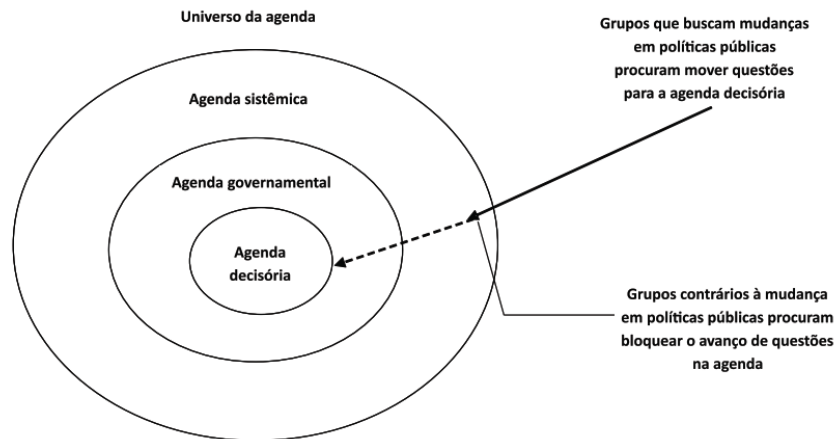 Universo da agenda
Grupos que buscam mudanças
em políticas públicas
procuram mover questões
para a agenda decisória
Agenda sistêmica
Agenda governamental
Agenda
decisória
Grupos contrários à mudança
em políticas públicas procuram
bloquear o avanço de questões
na agenda